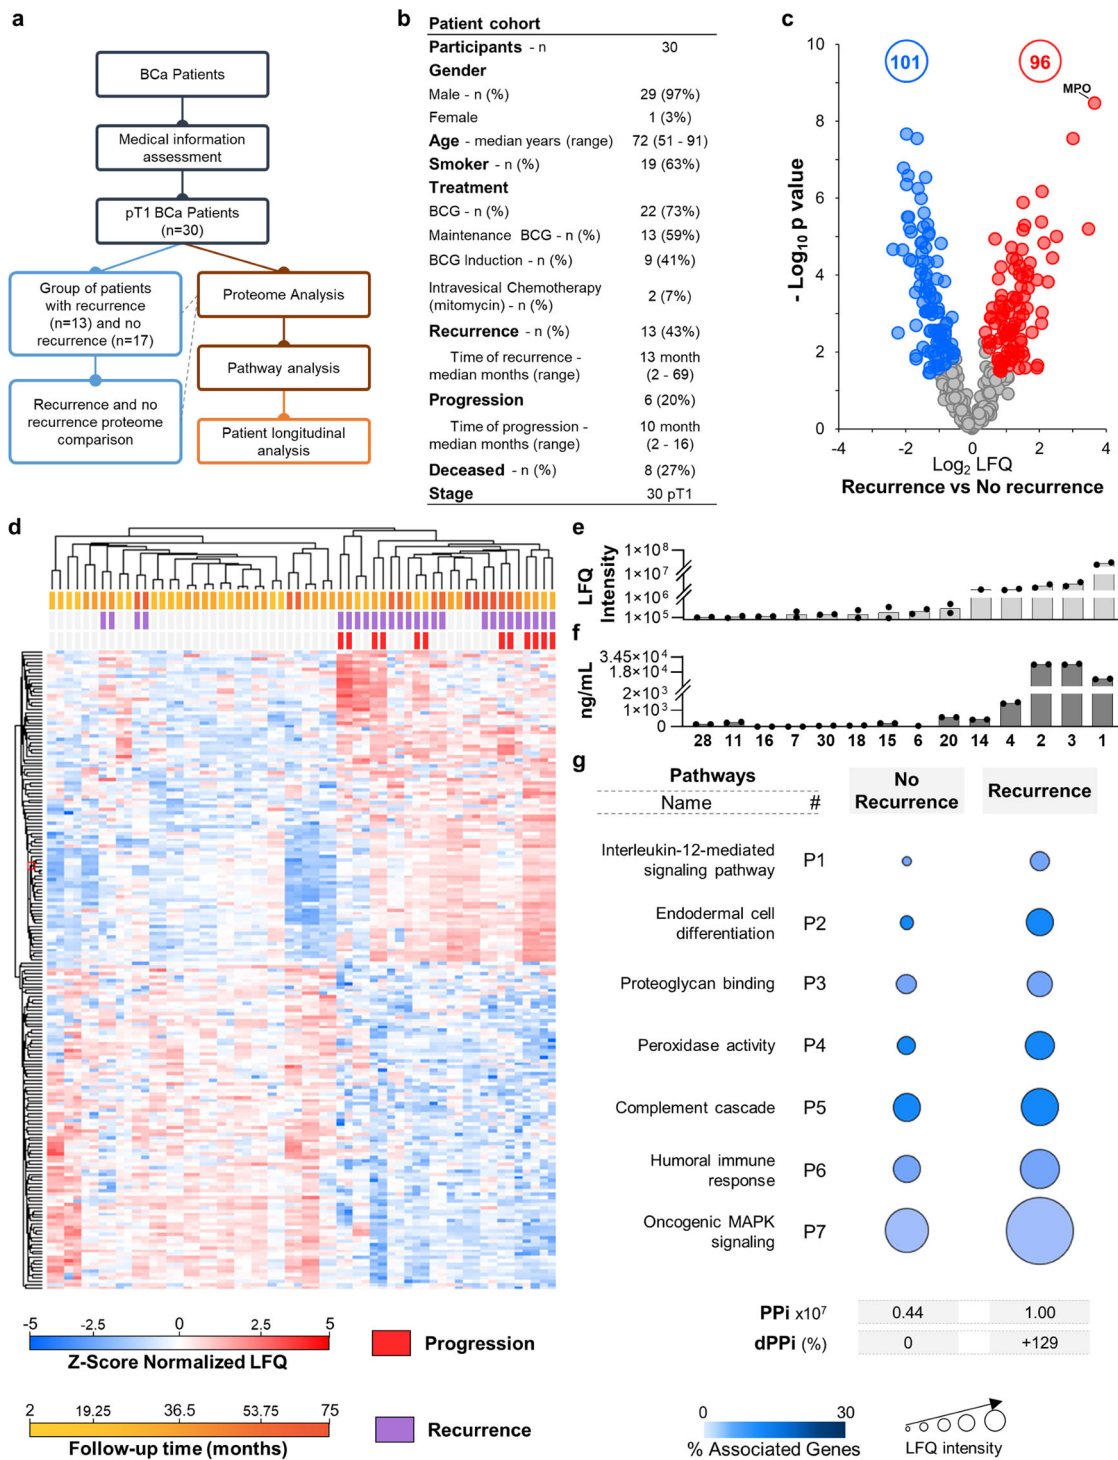 a
BCa Patients
Medical information
assessment
pT1 BCa Patients
(n=30)
Group of patients
with recurrence
(n=13) and no
recurrence (n=17)
Recurrence and no
recurrence proteome
comparison
Proteome Analysis
Pathway analysis
Patient longitudinal
analysis
b
Patient cohort
Participants - n 30
Gender
Male - n (%) 29 (97%)
Female 1 (3%)
Age - median years (range) 72 (51 - 91)
Smoker - n (%) 19 (63%)
Treatment
BCG - n (%) 22 (73%)
Maintenance BCG - n (%) 13 (59%)
BCG Induction - n (%) 9 (41%)
Intravesical Chemotherapy
(mitomycin) - n (%) 2 (7%)
Recurrence - n (%) 13 (43%)
Time of recurrence - 13 month
median months (range) (2 - 69)
Progression 6 (20%)
Time of progression - 10 month
median months (range) (2 - 16)
Deceased - n (%) 8 (27%)
Stage 30 pT1
c
101
96
MPO
10
8
6
4
2
0
- Log10 p value
-4 -2 0 2 4
Log2 LFQ
Recurrence vs No recurrence
d
-5 -2.5 0 2.5 5
Z-Score Normalized LFQ
Progression
2 19.25 36.5 53.75 75
Follow-up time (months)
Recurrence
e
LFQ
Intensity
1×10^8
1×10^7
1×10^6
1×10^5
f
ng/mL
3.45×10^4
1.8×10^4
2×10^3
1×10^3
0
28 11 16 7 30 18 15 6 20 14 4 2 3 1
g
Pathways
Name #
No
Recurrence
Recurrence
Interleukin-12-mediated
signaling pathway P1
Endodermal cell
differentiation P2
Proteoglycan binding P3
Peroxidase activity P4
Complement cascade P5
Humoral immune
response P6
Oncogenic MAPK
signaling P7
PPi x10^7 0.44 1.00
dPPi (%) 0 +129
0 30
% Associated Genes
LFQ intensity